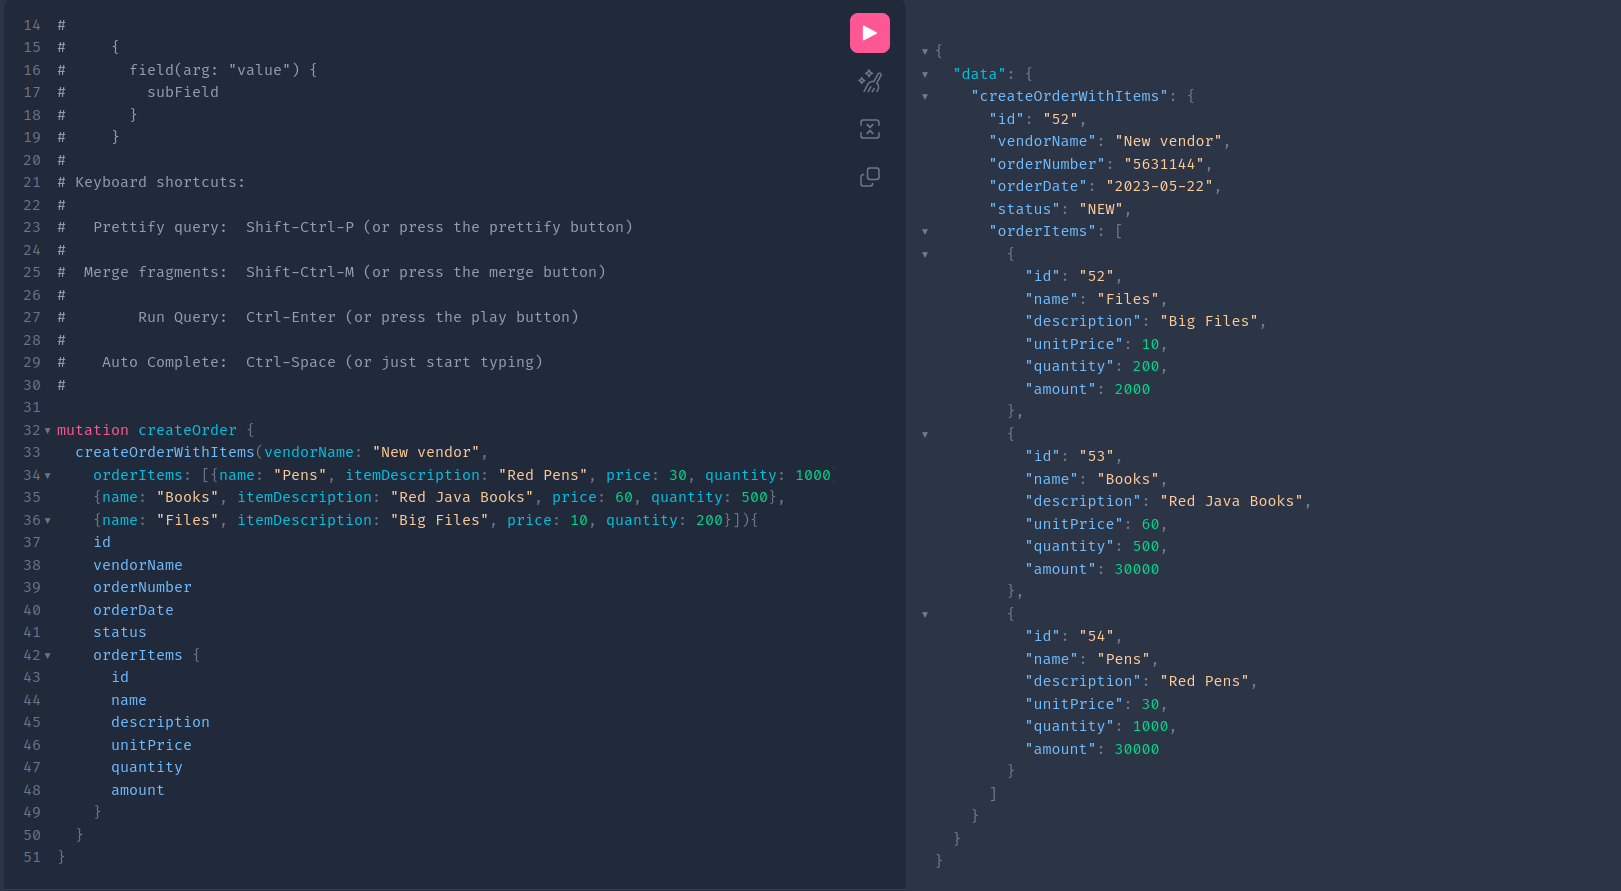 14 #
15 #     {
16 #       field(arg: "value") {
17 #         subField
18 #       }
19 #     }
20 #
21 # Keyboard shortcuts:
22 #
23 #   Prettify query:  Shift-Ctrl-P (or press the prettify button)
24 #
25 #  Merge fragments:  Shift-Ctrl-M (or press the merge button)
26 #
27 #        Run Query:  Ctrl-Enter (or press the play button)
28 #
29 #    Auto Complete:  Ctrl-Space (or just start typing)
30 #
31
32 mutation createOrder {
33   createOrderWithItems(vendorName: "New vendor",
34     orderItems: [{name: "Pens", itemDescription: "Red Pens", price: 30, quantity: 1000
35     {name: "Books", itemDescription: "Red Java Books", price: 60, quantity: 500},
36     {name: "Files", itemDescription: "Big Files", price: 10, quantity: 200}]){
37     id
38     vendorName
39     orderNumber
40     orderDate
41     status
42     orderItems {
43       id
44       name
45       description
46       unitPrice
47       quantity
48       amount
49     }
50   }
51 }
{
  "data": {
    "createOrderWithItems": {
      "id": "52",
      "vendorName": "New vendor",
      "orderNumber": "5631144",
      "orderDate": "2023-05-22",
      "status": "NEW",
      "orderItems": [
        {
          "id": "52",
          "name": "Files",
          "description": "Big Files",
          "unitPrice": 10,
          "quantity": 200,
          "amount": 2000
        },
        {
          "id": "53",
          "name": "Books",
          "description": "Red Java Books",
          "unitPrice": 60,
          "quantity": 500,
          "amount": 30000
        },
        {
          "id": "54",
          "name": "Pens",
          "description": "Red Pens",
          "unitPrice": 30,
          "quantity": 1000,
          "amount": 30000
        }
      ]
    }
  }
}